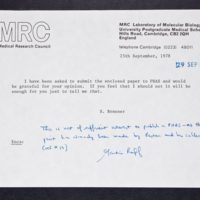 MRC
Medical Research Council
MRC Laboratory of Molecular Biology
University Postgraduate Medical School
Hills Road, Cambridge, CB2 2QH
England
Telephone Cambridge (0223) 48011
25th September, 1978
29 SEP
I have been asked to submit the enclosed paper to PNAS and would
be grateful for your opinion. If you feel that I should not it will be
enough for you just to tell me that.
S. Brenner
This is not of sufficient interest to publish in PNAS - as the
point has already been made by and his